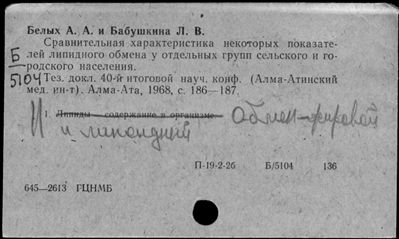 Белых А. А. и Бабушкина Л. В.
Сравнительная характеристика некоторых показате-
лей липидного обмена у отдельных групп сельского и го-
родского населения.
Б
5104
Тез. докл. 40-й итоговой науч. конф. (Алма-Атинский
мед. ин-т). Алма-Ата, 1968, с. 186—187.
1. Липиды — содержание в организме
Обмен жировой
и липоидный
П-19-2-26 Б/5104 136
645—2613 ГЦНМБ